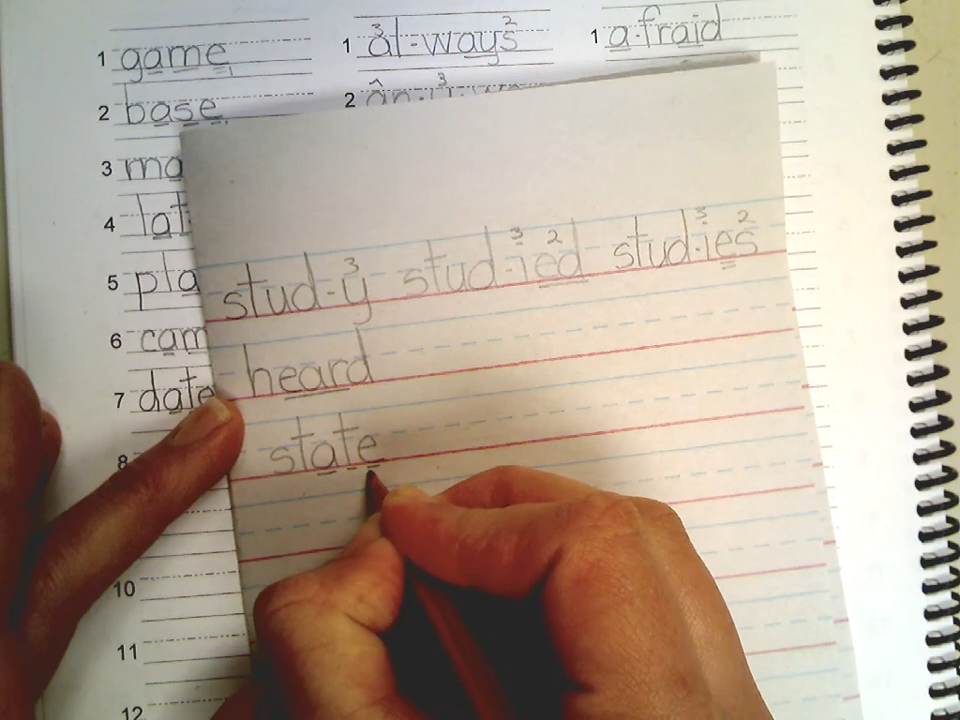 1 game 1 al-ways 1 a-fraid
2 base 2
3
4
5
6
7 date
stud-y stud-ied stud-ies
heard
8 state
10
11
12